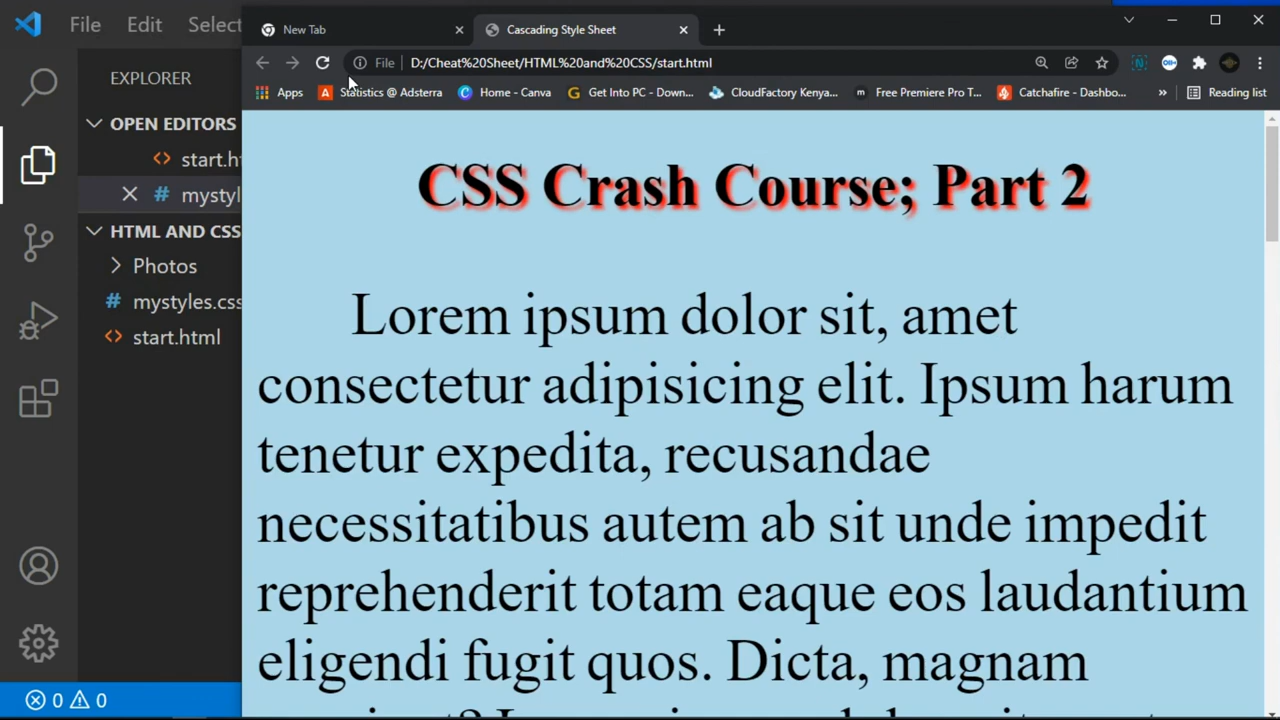 File Edit Select
EXPLORER
OPEN EDITORS
start.ht
mystyl
HTML AND CSS
Photos
mystyles.css
start.html
0 0
New Tab
Cascading Style Sheet
File D:/Cheat%20Sheet/HTML%20and%20CSS/start.html
Apps Statistics @ Adsterra Home - Canva Get Into PC - Down... CloudFactory Kenya... Free Premiere Pro T... Catchafire - Dashbo... » Reading list
CSS Crash Course; Part 2
Lorem ipsum dolor sit, amet
consectetur adipisicing elit. Ipsum harum
tenetur expedita, recusandae
necessitatibus autem ab sit unde impedit
reprehenderit totam eaque eos laudantium
eligendi fugit quos. Dicta, magnam